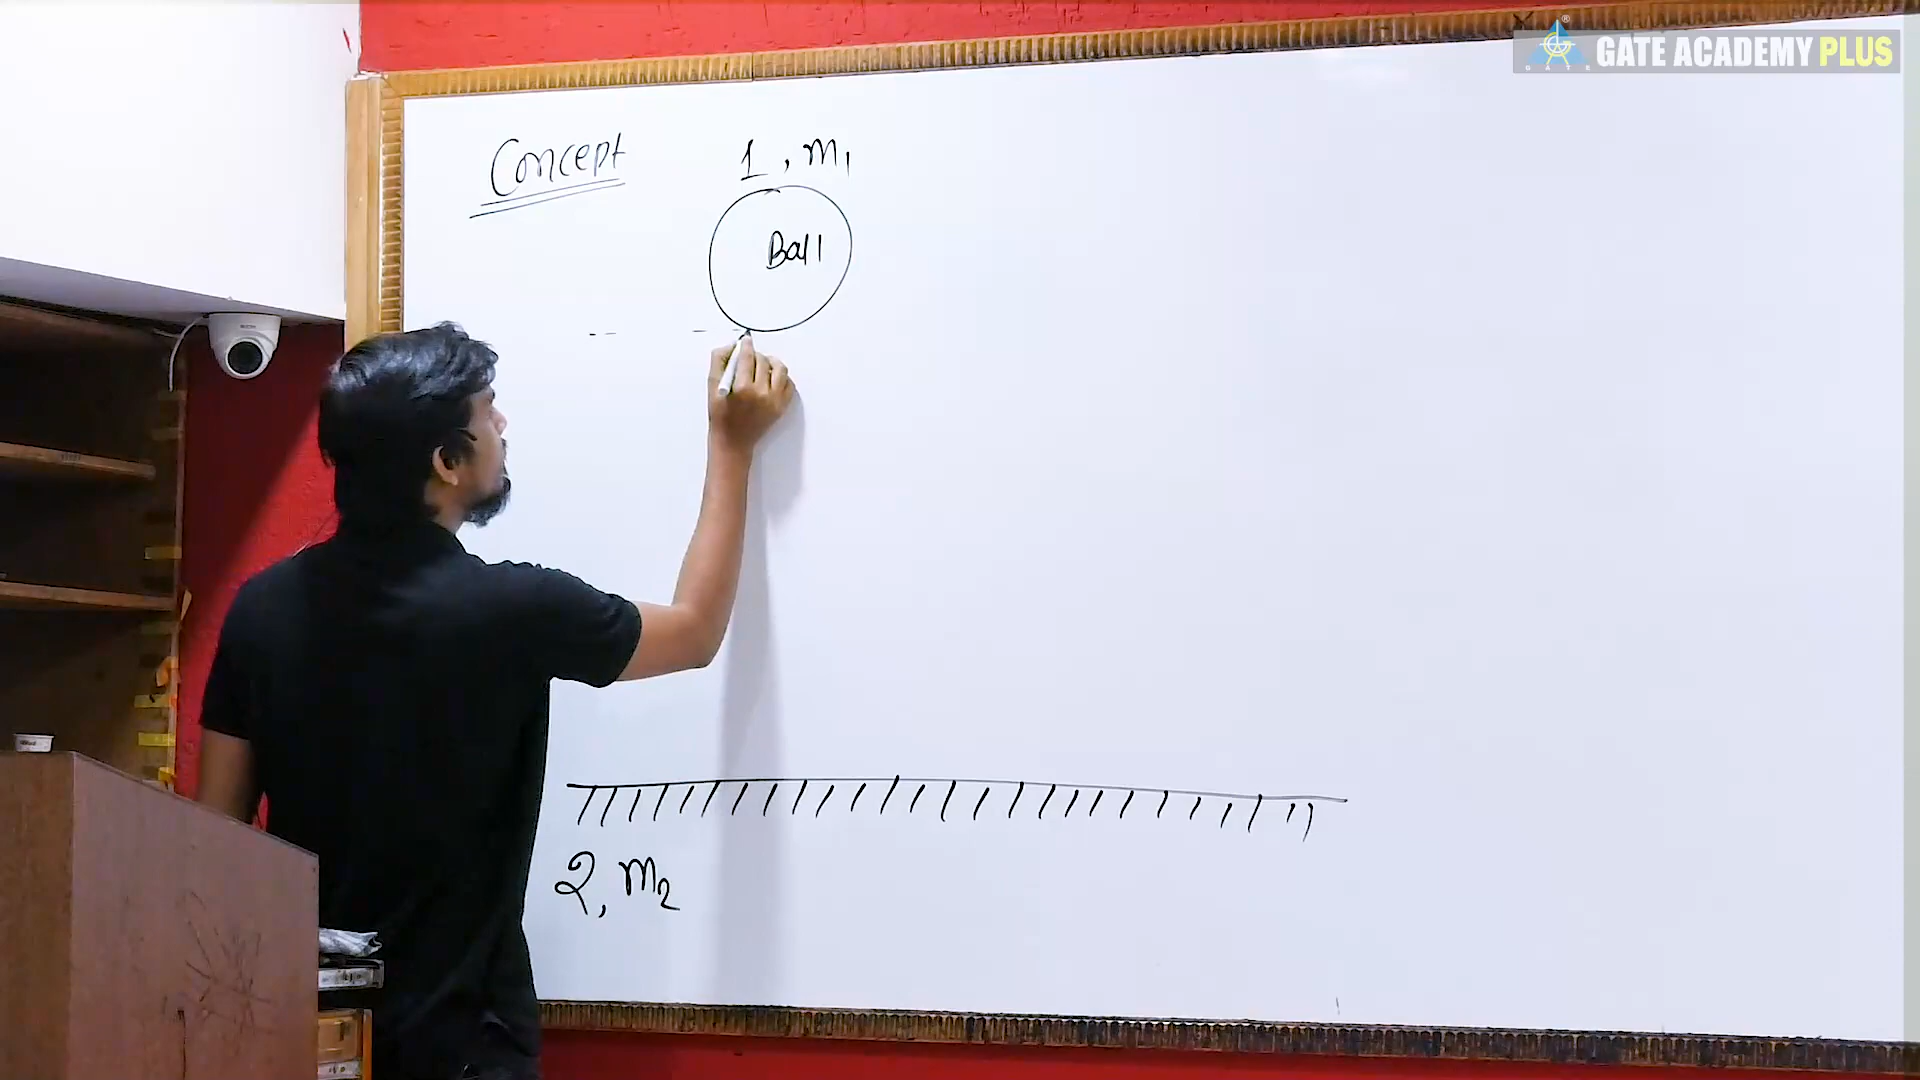 GATE ACADEMY PLUS
Concept
1, m1
Ball
2, m2